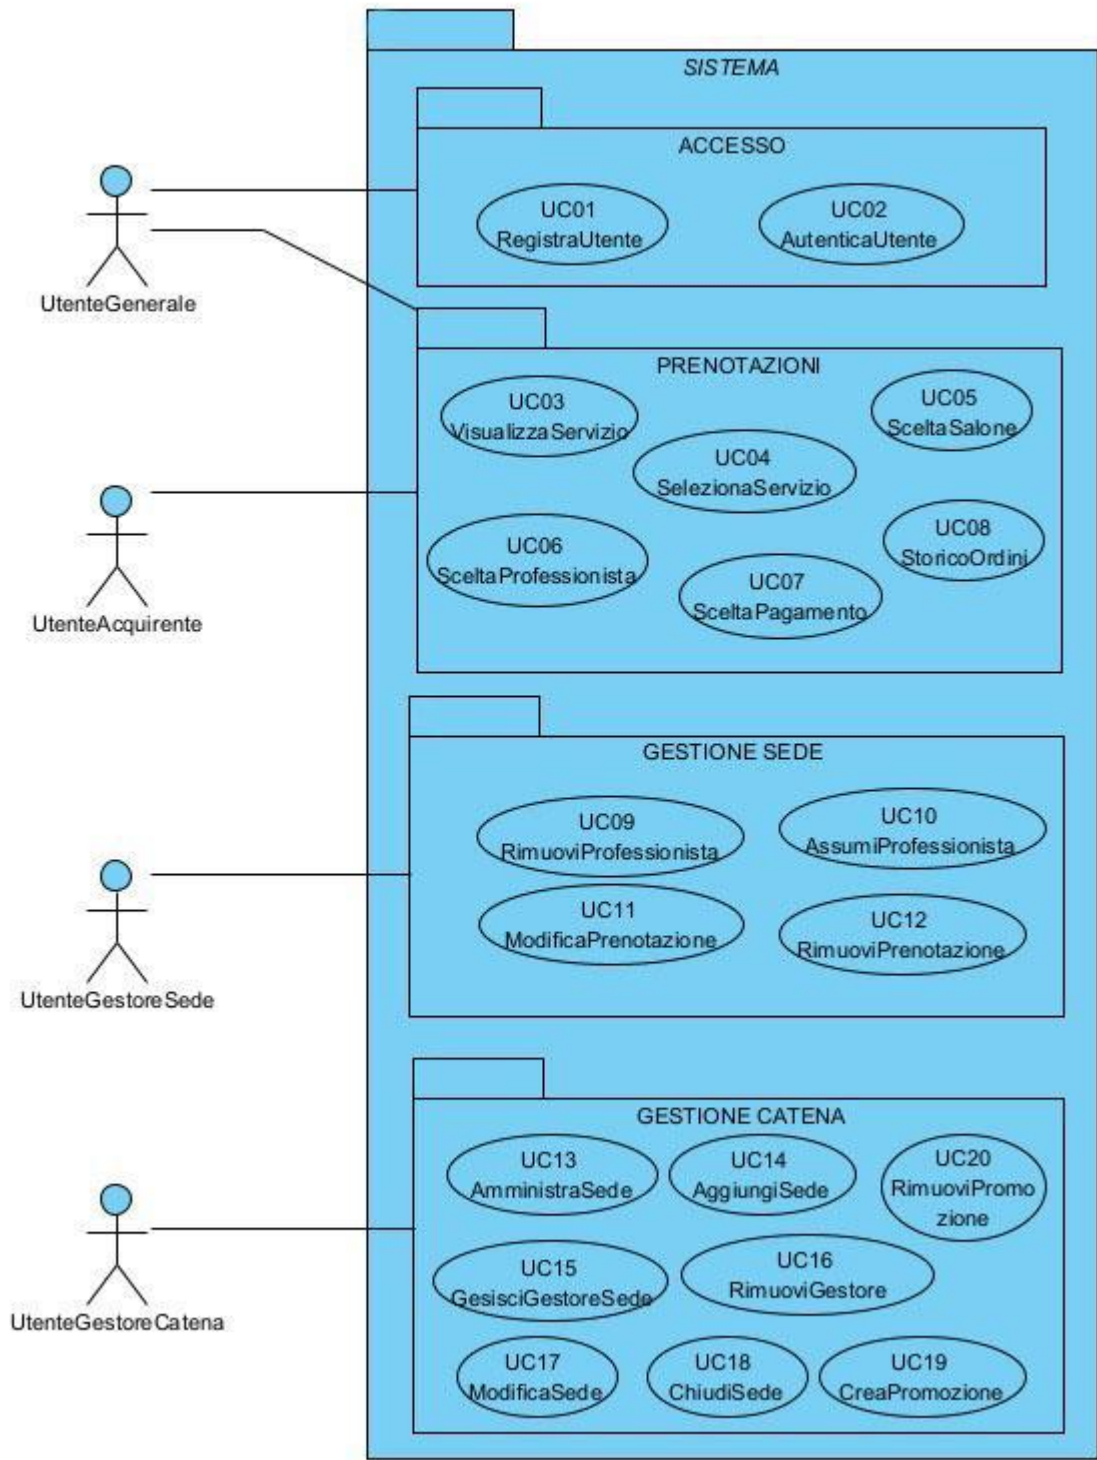 SISTEMA
ACCESSO
UC01
RegistraUtente
UC02
AutenticaUtente
UtenteGenerale
PRENOTAZIONI
UC03
VisualizzaServizio
UC05
SceltaSalone
UC04
SelezionaServizio
UC06
SceltaProfessionista
UC08
StoricoOrdini
UC07
SceltaPagamento
UtenteAcquirente
GESTIONE SEDE
UC09
RimuoviProfessionista
UC10
AssumiProfessionista
UC11
ModificaPrenotazione
UC12
RimuoviPrenotazione
UtenteGestoreSede
GESTIONE CATENA
UC13
AmministraSede
UC14
AggiungiSede
UC20
RimuoviPromo
zione
UC15
GesisciGestoreSede
UC16
RimuoviGestore
UtenteGestoreCatena
UC17
ModificaSede
UC18
ChiudiSede
UC19
CreaPromozione